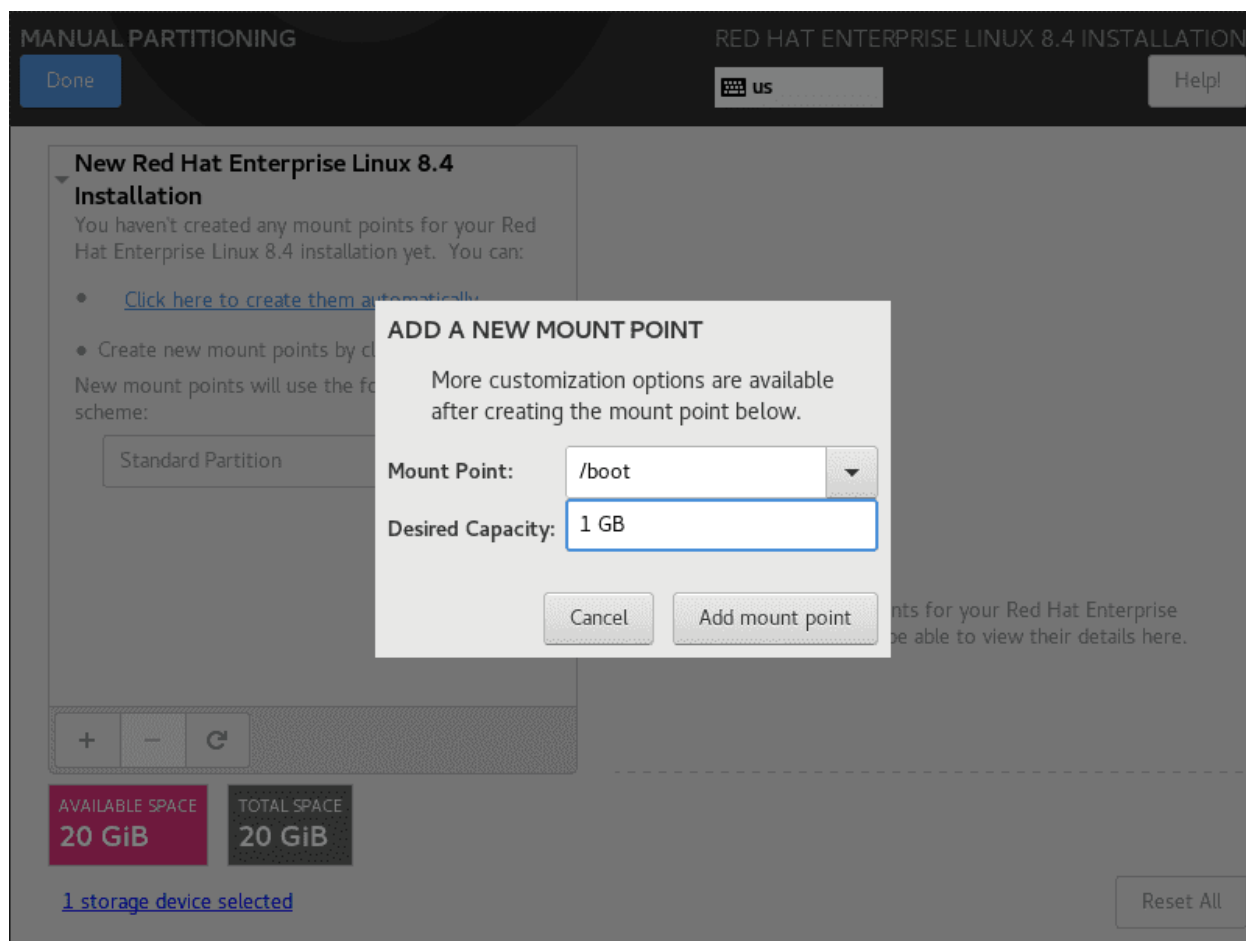 MANUAL PARTITIONING
RED HAT ENTERPRISE LINUX 8.4 INSTALLATION
Done
us
Help!
New Red Hat Enterprise Linux 8.4
Installation
You haven't created any mount points for your Red
Hat Enterprise Linux 8.4 installation yet. You can:
• Click here to create them automatically.
• Create new mount points by
New mount points will use the
scheme:
Standard Partition
ADD A NEW MOUNT POINT
More customization options are available
after creating the mount point below.
Mount Point:
/boot
Desired Capacity:
1 GB
Cancel
Add mount point
for your Red Hat Enterprise
be able to view their details here.
+ − 
AVAILABLE SPACE
20 GiB
TOTAL SPACE
20 GiB
1 storage device selected
Reset All